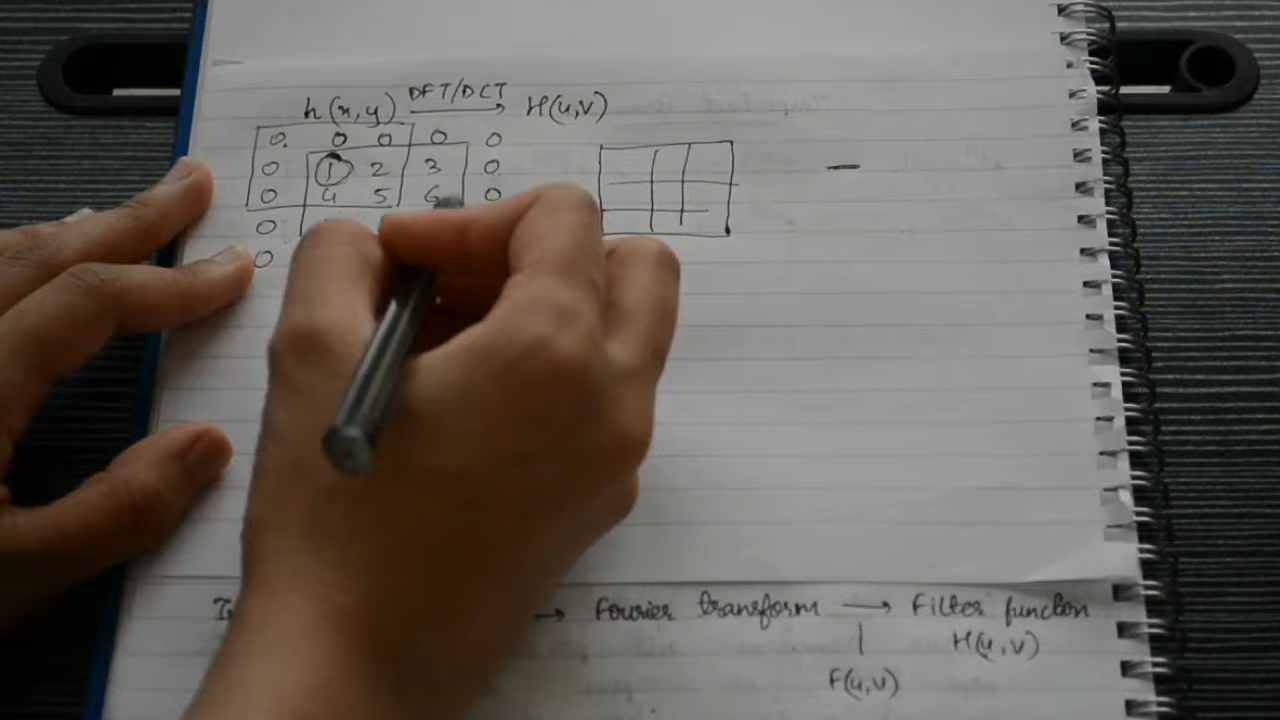 h(x,y) DFT/DCT → H(u,v)
0. 0 0 0 0
0 1 2 3 0
0 4 5 6 0
0
0
→ Fourier transform → Filter function
H(u,v)
F(u,v)